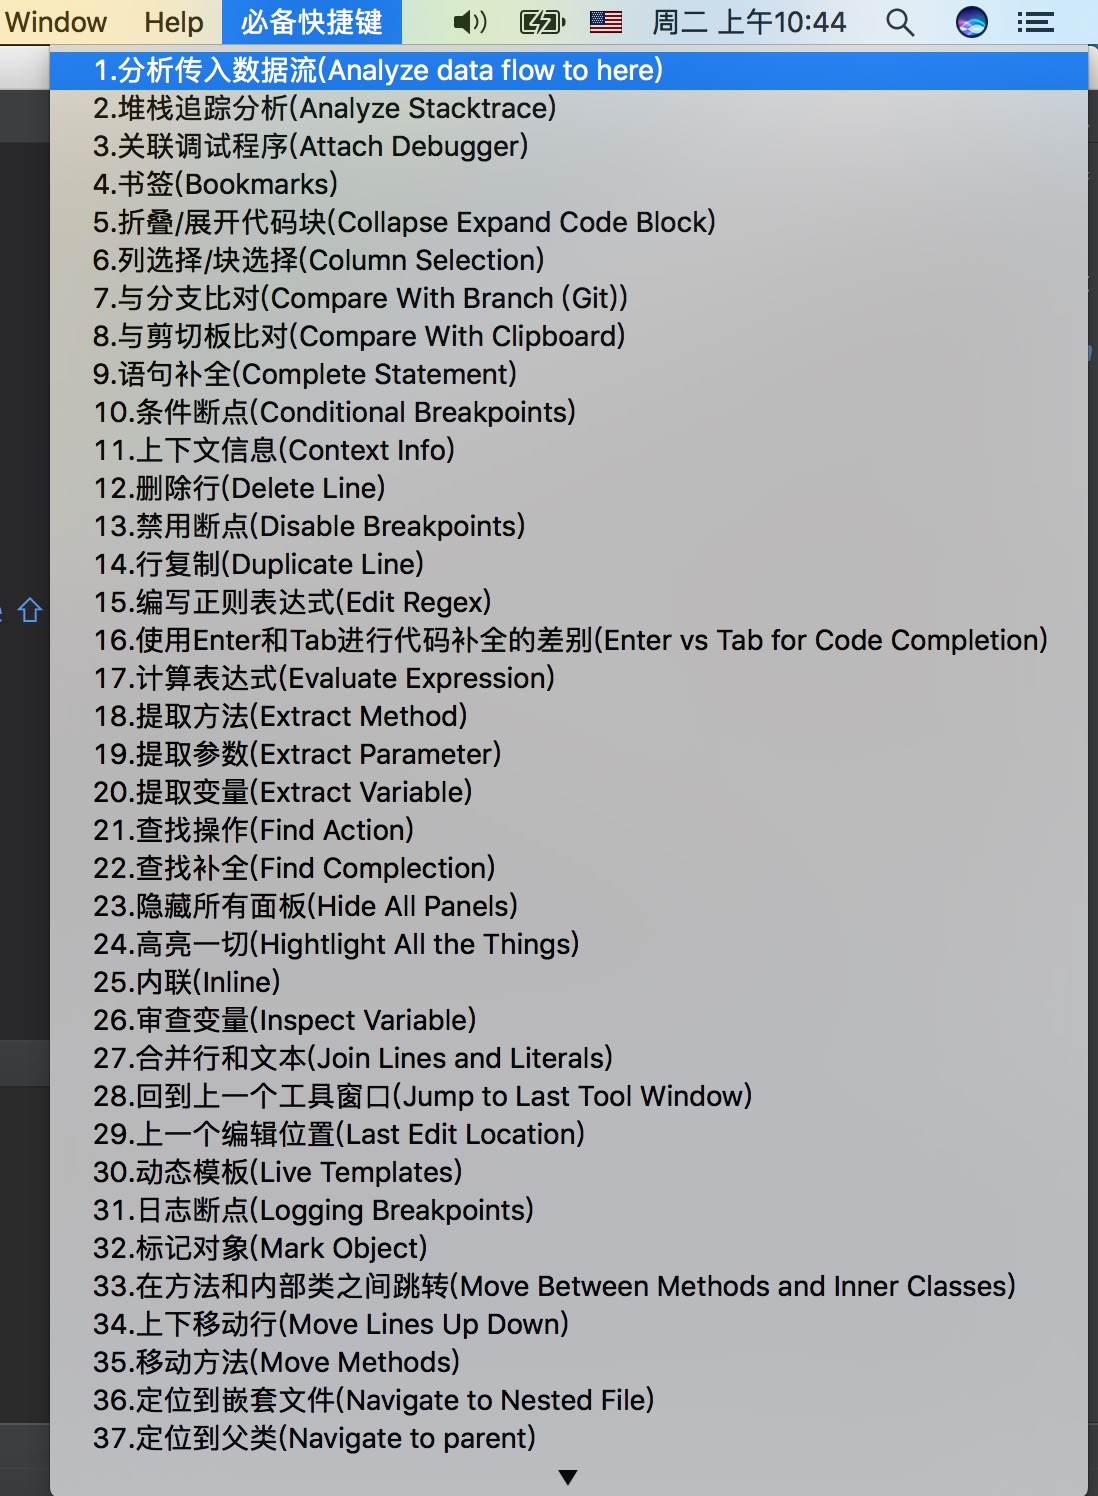 Window Help 必备快捷键 周二 上午10:44
1.分析传入数据流(Analyze data flow to here)
2.堆栈追踪分析(Analyze Stacktrace)
3.关联调试程序(Attach Debugger)
4.书签(Bookmarks)
5.折叠/展开代码块(Collapse Expand Code Block)
6.列选择/块选择(Column Selection)
7.与分支比对(Compare With Branch (Git))
8.与剪切板比对(Compare With Clipboard)
9.语句补全(Complete Statement)
10.条件断点(Conditional Breakpoints)
11.上下文信息(Context Info)
12.删除行(Delete Line)
13.禁用断点(Disable Breakpoints)
14.行复制(Duplicate Line)
15.编写正则表达式(Edit Regex)
16.使用Enter和Tab进行代码补全的差别(Enter vs Tab for Code Completion)
17.计算表达式(Evaluate Expression)
18.提取方法(Extract Method)
19.提取参数(Extract Parameter)
20.提取变量(Extract Variable)
21.查找操作(Find Action)
22.查找补全(Find Complection)
23.隐藏所有面板(Hide All Panels)
24.高亮一切(Hightlight All the Things)
25.内联(Inline)
26.审查变量(Inspect Variable)
27.合并行和文本(Join Lines and Literals)
28.回到上一个工具窗口(Jump to Last Tool Window)
29.上一个编辑位置(Last Edit Location)
30.动态模板(Live Templates)
31.日志断点(Logging Breakpoints)
32.标记对象(Mark Object)
33.在方法和内部类之间跳转(Move Between Methods and Inner Classes)
34.上下移动行(Move Lines Up Down)
35.移动方法(Move Methods)
36.定位到嵌套文件(Navigate to Nested File)
37.定位到父类(Navigate to parent)